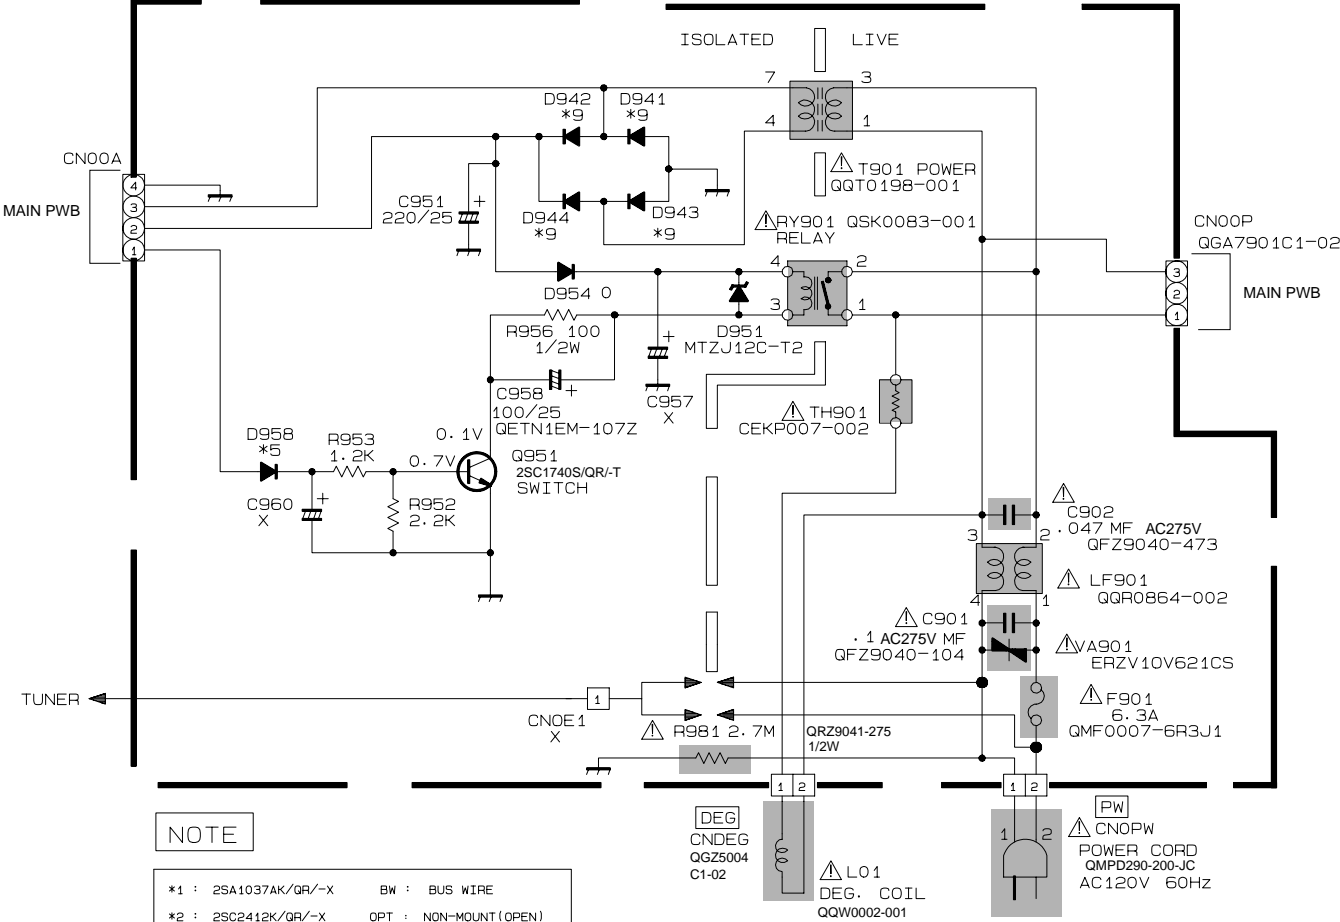 ISOLATED LIVE
7 3
D942 D941
*9 *9
4 1
CN00A
T901 POWER
QQT0198-001
4
3
2
1
MAIN PWB
C951
220/25
D944
*9
D943
*9
RY901 QSK0083-001
RELAY
CN00P
QGA7901C1-02
4 2
D954 0
3 1
3
2
1
MAIN PWB
R956 100
1/2W
D951
MTZJ12C-T2
C958
100/25
QETN1EM-107Z
C957
X
TH901
CEKP007-002
D958
*5
R953
1.2K
0.1V
0.7V
Q951
2SC1740S/QR/-T
SWITCH
C960
X
R952
2.2K
C902
.047 MF AC275V
QFZ9040-473
3 2
LF901
QQR0864-002
4 1
C901
.1 AC275V MF
QFZ9040-104
VA901
ERZV10V621CS
TUNER
1
CN0E1
X
F901
6.3A
QMF0007-6R3J1
R981 2.7M
QRZ9041-275
1/2W
1 2
1 2
DEG
CNDEG
QGZ5004
C1-02
L01
DEG. COIL
QQW0002-001
PW
CN0PW
1 2
POWER CORD
QMPD290-200-JC
AC120V 60Hz
NOTE
*1 : 2SA1037AK/QR/-X BW : BUS WIRE
*2 : 2SC2412K/QR/-X OPT : NON-MOUNT(OPEN)